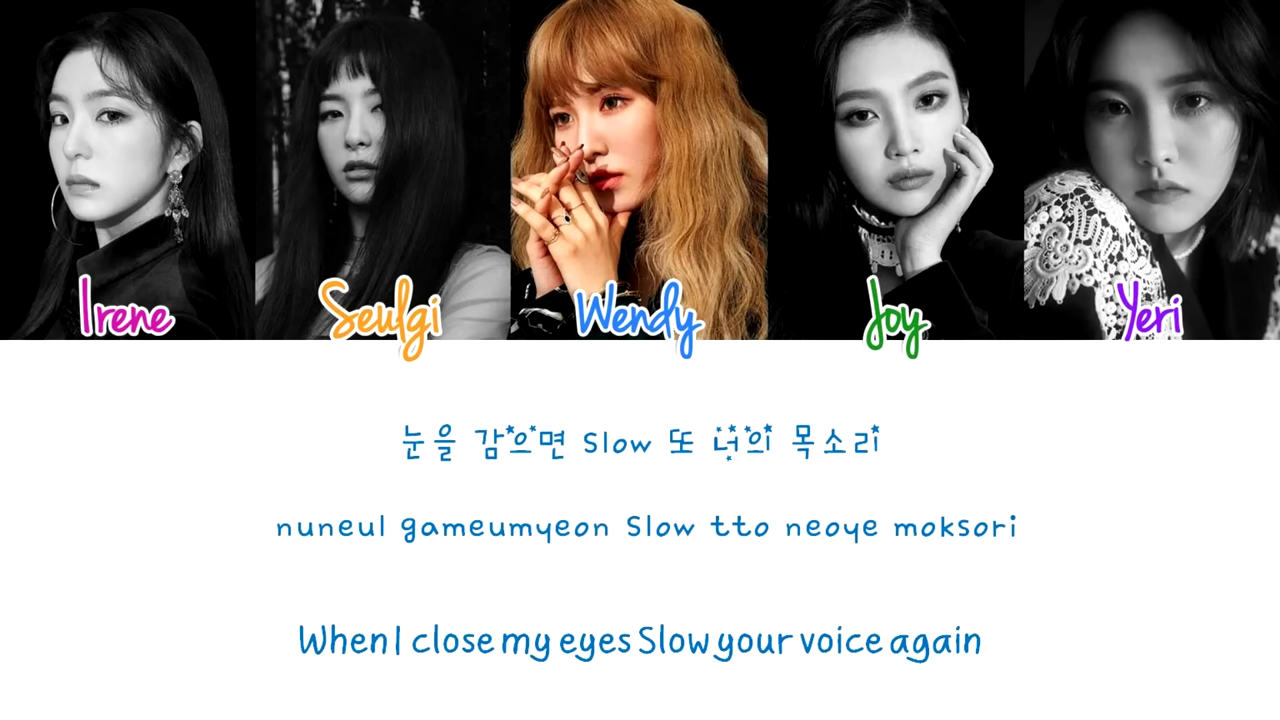 Irene Seulgi Wendy Joy Yeri
눈을 감으면 Slow 또 너의 목소리
nuneul gameumyeon Slow tto neoye moksori
When I close my eyes Slow your voice again